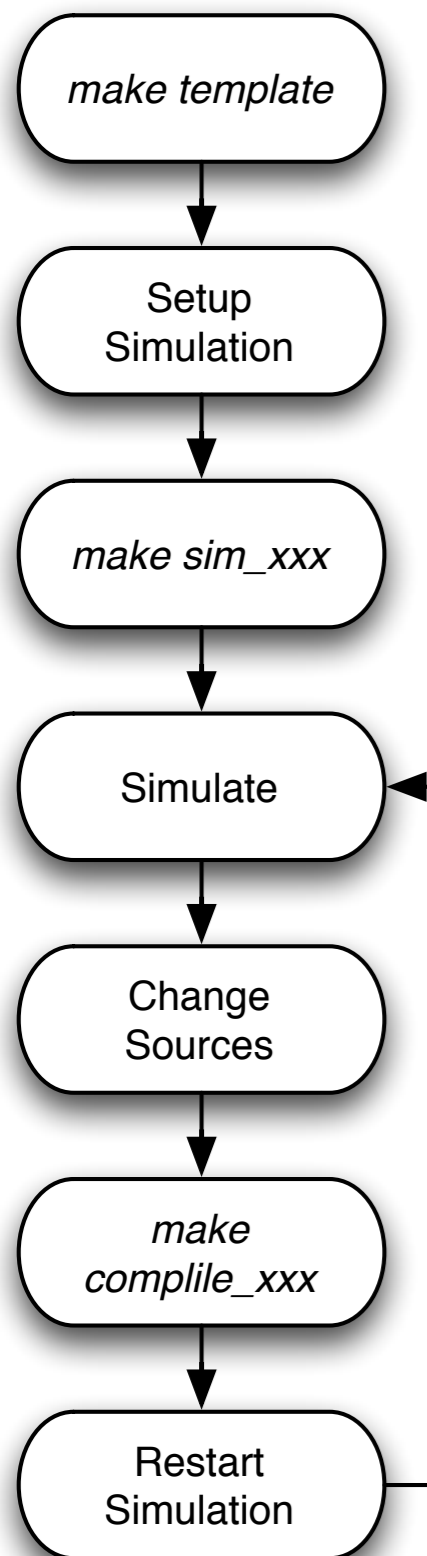 make template
Setup
Simulation
make sim_xxx
Simulate
Change
Sources
make
complile_xxx
Restart
Simulation